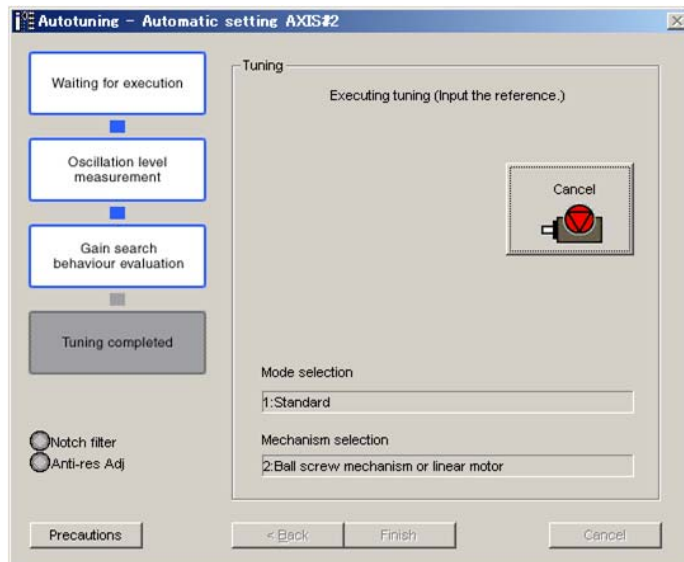 Autotuning - Automatic setting AXIS#2
Waiting for execution
Oscillation level
measurement
Gain search
behaviour evaluation
Tuning completed
Notch filter
Anti-res Adj
Precautions
Tuning
Executing tuning (Input the reference.)
Cancel
Mode selection
1:Standard
Mechanism selection
2:Ball screw mechanism or linear motor
< Back
Finish
Cancel